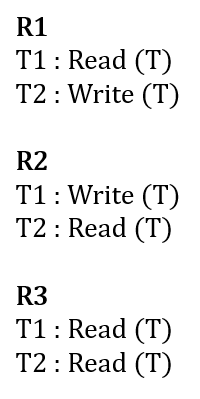 R1
T1 : Read (T)
T2 : Write (T)
R2
T1 : Write (T)
T2 : Read (T)
R3
T1 : Read (T)
T2 : Read (T)